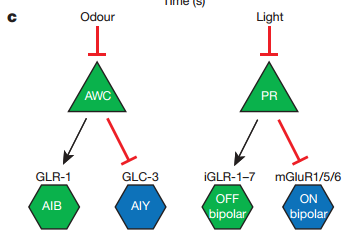 Time (s)
c
Odour Light
AWC PR
GLR-1 GLC-3 iGLR-1–7 mGluR1/5/6
AIB AIY OFF bipolar ON bipolar